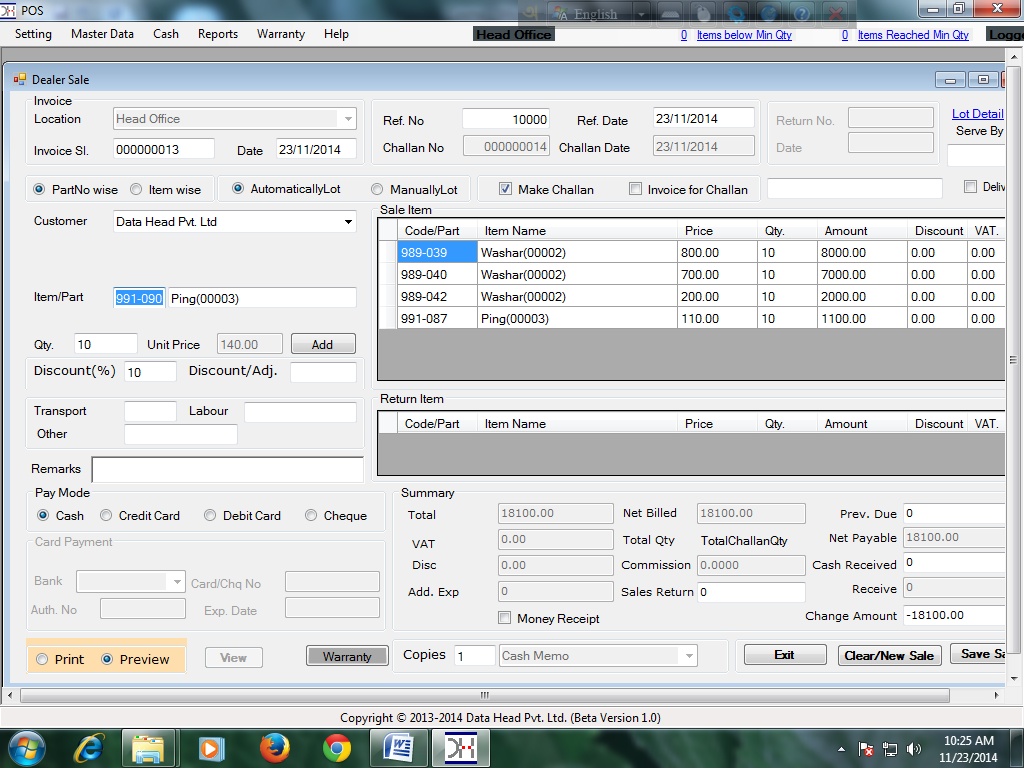 POS
English
Setting Master Data Cash Reports Warranty Help Head Office 0 Items below Min Qty 0 Items Reached Min Qty Logg
Dealer Sale
Invoice
Location Head Office
Invoice Sl. 000000013 Date 23/11/2014
Ref. No 10000 Ref. Date 23/11/2014
Challan No 000000014 Challan Date 23/11/2014
Return No.
Date
Lot Detail
Serve By
PartNo wise Item wise AutomaticallyLot ManuallyLot Make Challan Invoice for Challan Deliv
Customer Data Head Pvt. Ltd
Item/Part 991-090 Ping(00003)
Qty. 10 Unit Price 140.00 Add
Discount(%) 10 Discount/Adj.
Transport Labour
Other
Remarks
Sale Item
Code/Part Item Name Price Qty. Amount Discount VAT.
989-039 Washar(00002) 800.00 10 8000.00 0.00 0.00
989-040 Washar(00002) 700.00 10 7000.00 0.00 0.00
989-042 Washar(00002) 200.00 10 2000.00 0.00 0.00
991-087 Ping(00003) 110.00 10 1100.00 0.00 0.00
Return Item
Code/Part Item Name Price Qty. Amount Discount VAT.
Pay Mode
Cash Credit Card Debit Card Cheque
Card Payment
Bank Card/Chq No
Auth. No Exp. Date
Summary
Total 18100.00 Net Billed 18100.00 Prev. Due 0
VAT 0.00 Total Qty TotalChallanQty Net Payable 18100.00
Disc 0.00 Commission 0.0000 Cash Received 0
Add. Exp 0 Sales Return 0 Receive 0
Money Receipt Change Amount -18100.00
Print Preview View Warranty Copies 1 Cash Memo Exit Clear/New Sale Save Sa
Copyright © 2013-2014 Data Head Pvt. Ltd. (Beta Version 1.0)
10:25 AM
11/23/2014